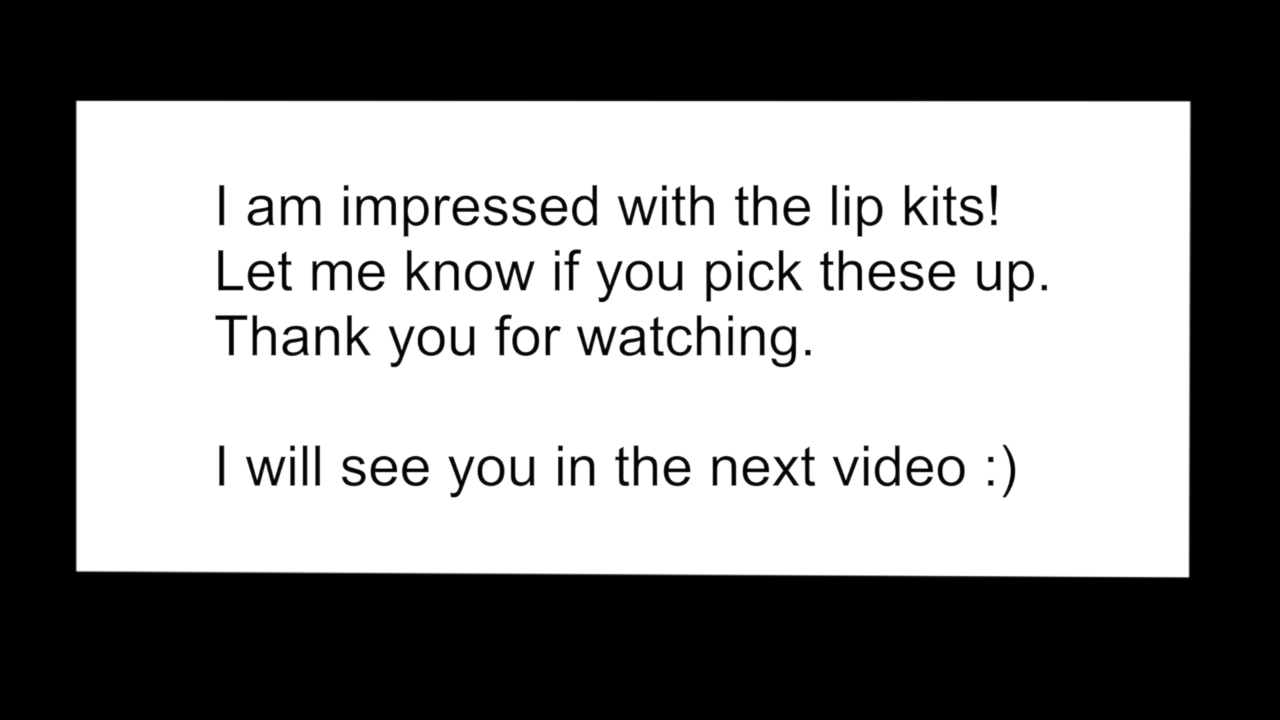 I am impressed with the lip kits!
Let me know if you pick these up.
Thank you for watching.
I will see you in the next video :)